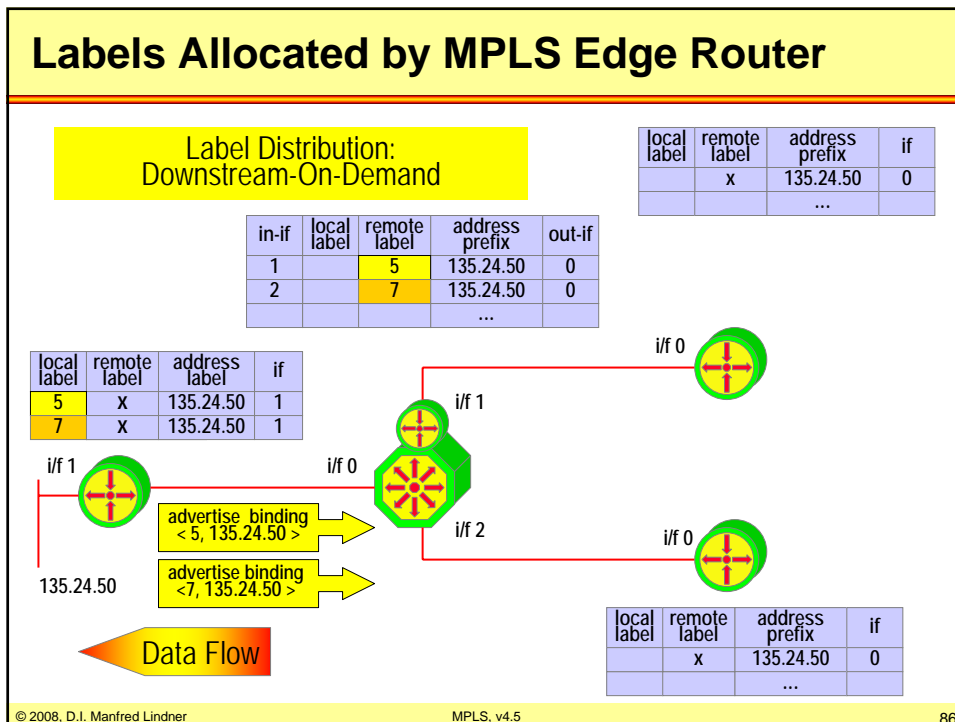 Labels Allocated by MPLS Edge Router
Label Distribution:
Downstream-On-Demand
local label remote label address prefix if
x 135.24.50 0
...
in-if local label remote label address prefix out-if
1 5 135.24.50 0
2 7 135.24.50 0
...
local label remote label address label if
5 x 135.24.50 1
7 x 135.24.50 1
i/f 0
i/f 1
i/f 1
i/f 0
i/f 2
i/f 0
advertise binding
< 5, 135.24.50 >
advertise binding
<7, 135.24.50 >
135.24.50
Data Flow
local label remote label address prefix if
x 135.24.50 0
...
© 2008, D.I. Manfred Lindner
MPLS, v4.5
86